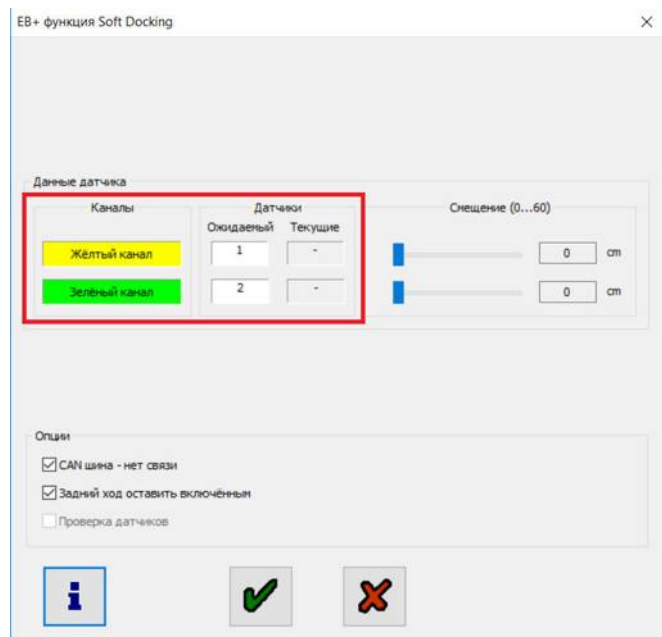 EB+ функция Soft Docking
Данные датчика
Каналы
Датчики
Смещение (0...60)
Ожидаемый Текущие
Жёлтый канал 1 - 0 cm
Зелёный канал 2 - 0 cm
Опции
CAN шина - нет связи
Задний ход оставить включённым
Проверка датчиков
i